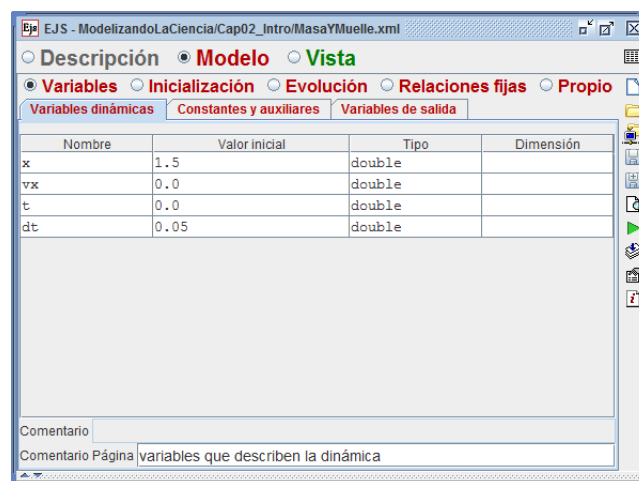 Ejs EJS - ModelizandoLaCiencia/Cap02_Intro/MasaYMuelle.xml
Descripción Modelo Vista
Variables Inicialización Evolución Relaciones fijas Propio
Variables dinámicas Constantes y auxiliares Variables de salida
Nombre Valor inicial Tipo Dimensión
x 1.5 double
vx 0.0 double
t 0.0 double
dt 0.05 double
Comentario
Comentario Página variables que describen la dinámica